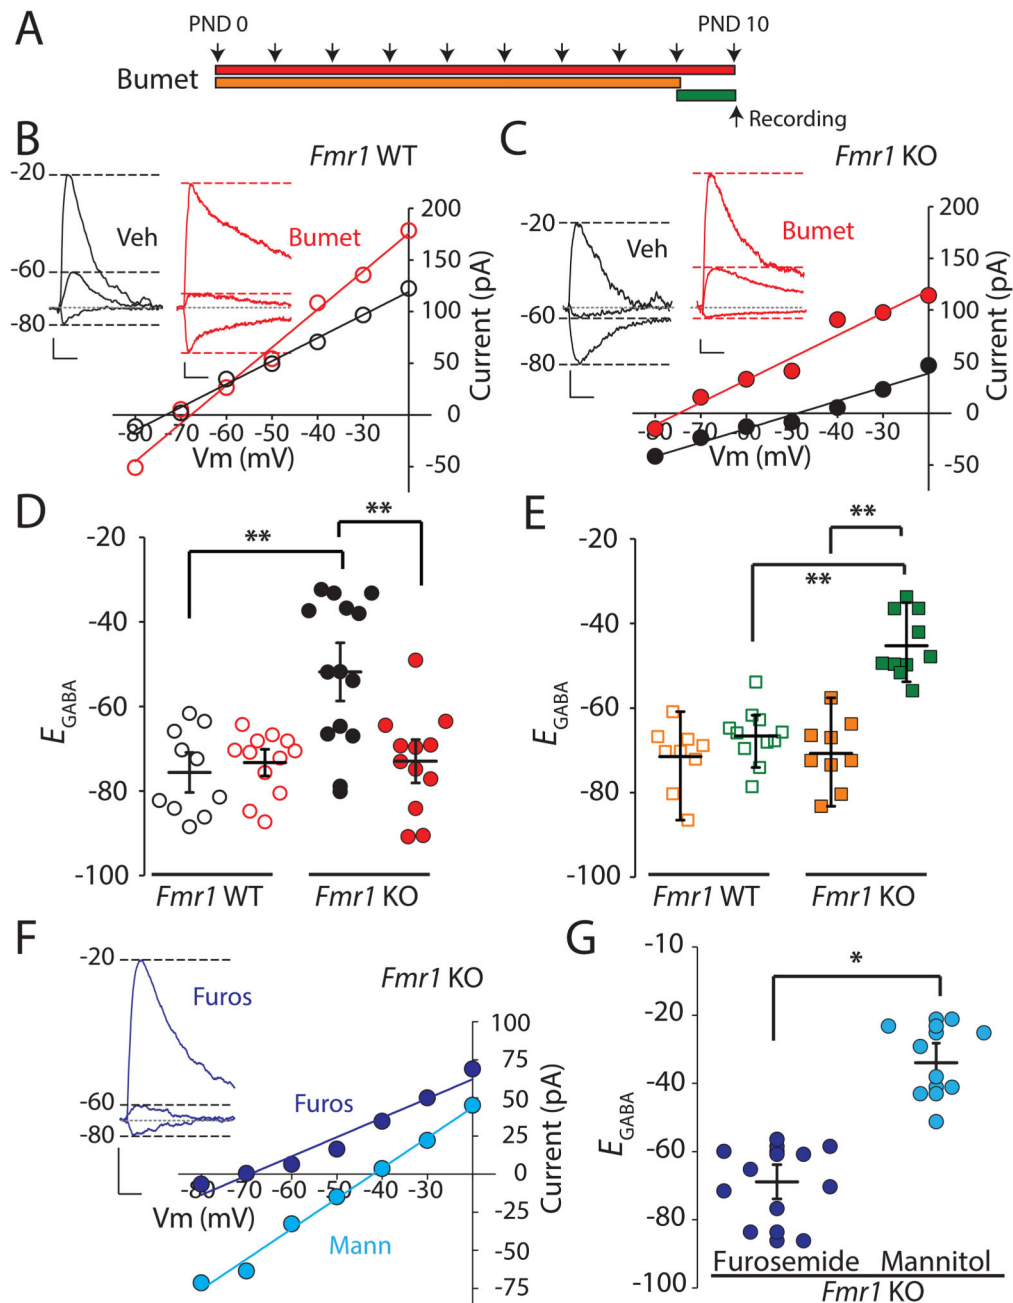 A
PND 0
PND 10
Bumet
Recording
B
Fmr1 WT
-20
Veh
Bumet
-60
-80
200
150
100
50
0
-50
Current (pA)
-80 -70 -60 -50 -40 -30
Vm (mV)
C
Fmr1 KO
-20
Veh
Bumet
-60
-80
200
150
100
50
0
-50
Current (pA)
-80 -70 -60 -50 -40 -30
Vm (mV)
D
-20
-40
-60
-80
-100
EGABA
**
**
Fmr1 WT
Fmr1 KO
E
-20
-40
-60
-80
-100
EGABA
**
**
Fmr1 WT
Fmr1 KO
F
Fmr1 KO
-20
Furos
-60
-80
100
75
50
25
0
-25
-50
-75
Current (pA)
Furos
-80 -70 -60 -50 -40 -30
Vm (mV)
Mann
G
-10
-20
-40
-60
-80
-100
EGABA
*
Furosemide Mannitol
Fmr1 KO